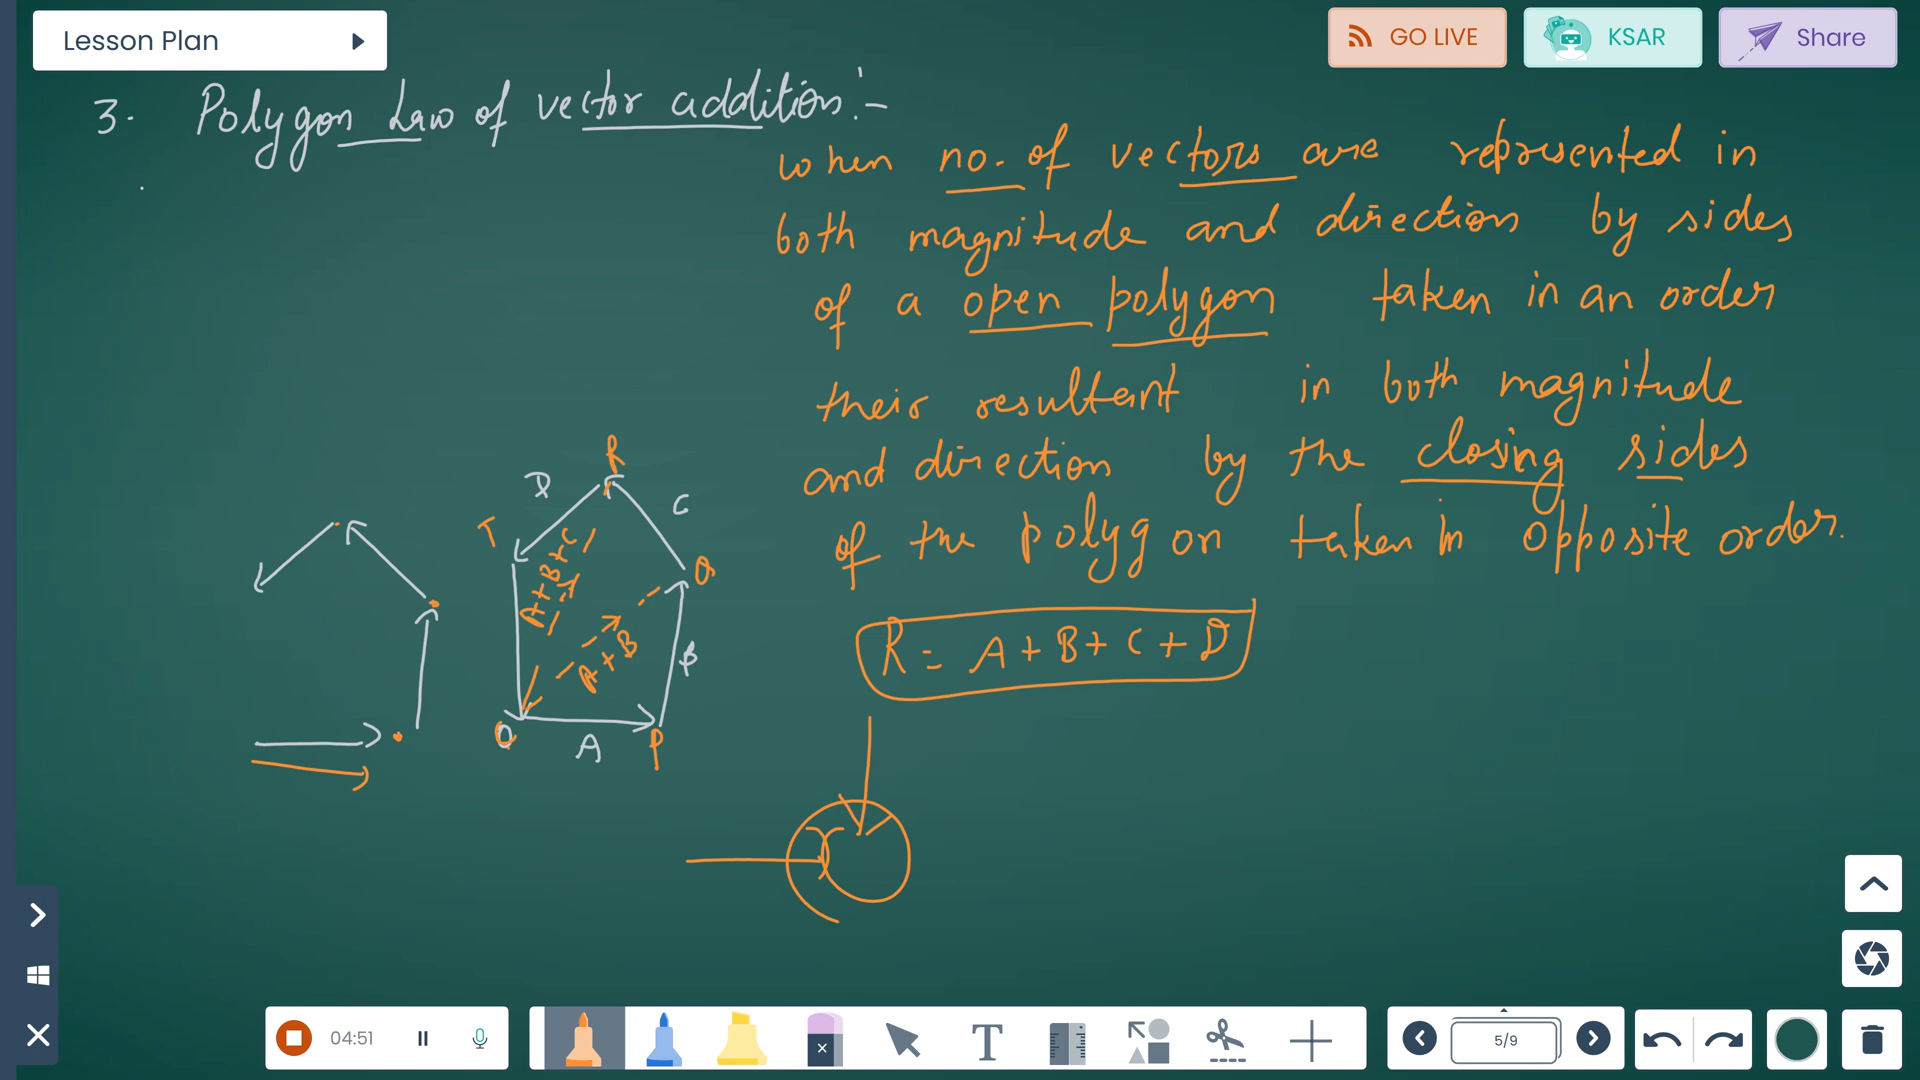 Lesson Plan
GO LIVE
KSAR
Share
3. Polygon Law of vector addition :-
When no. of vectors are represented in
both magnitude and direction by sides
of a open polygon taken in an order
their resultant in both magnitude
and direction by the closing sides
of the polygon taken in opposite order.
R = A + B + C + D
R
D
C
T
A+B+C
Q
A+B
B
O
A
P
04:51
T
5/9